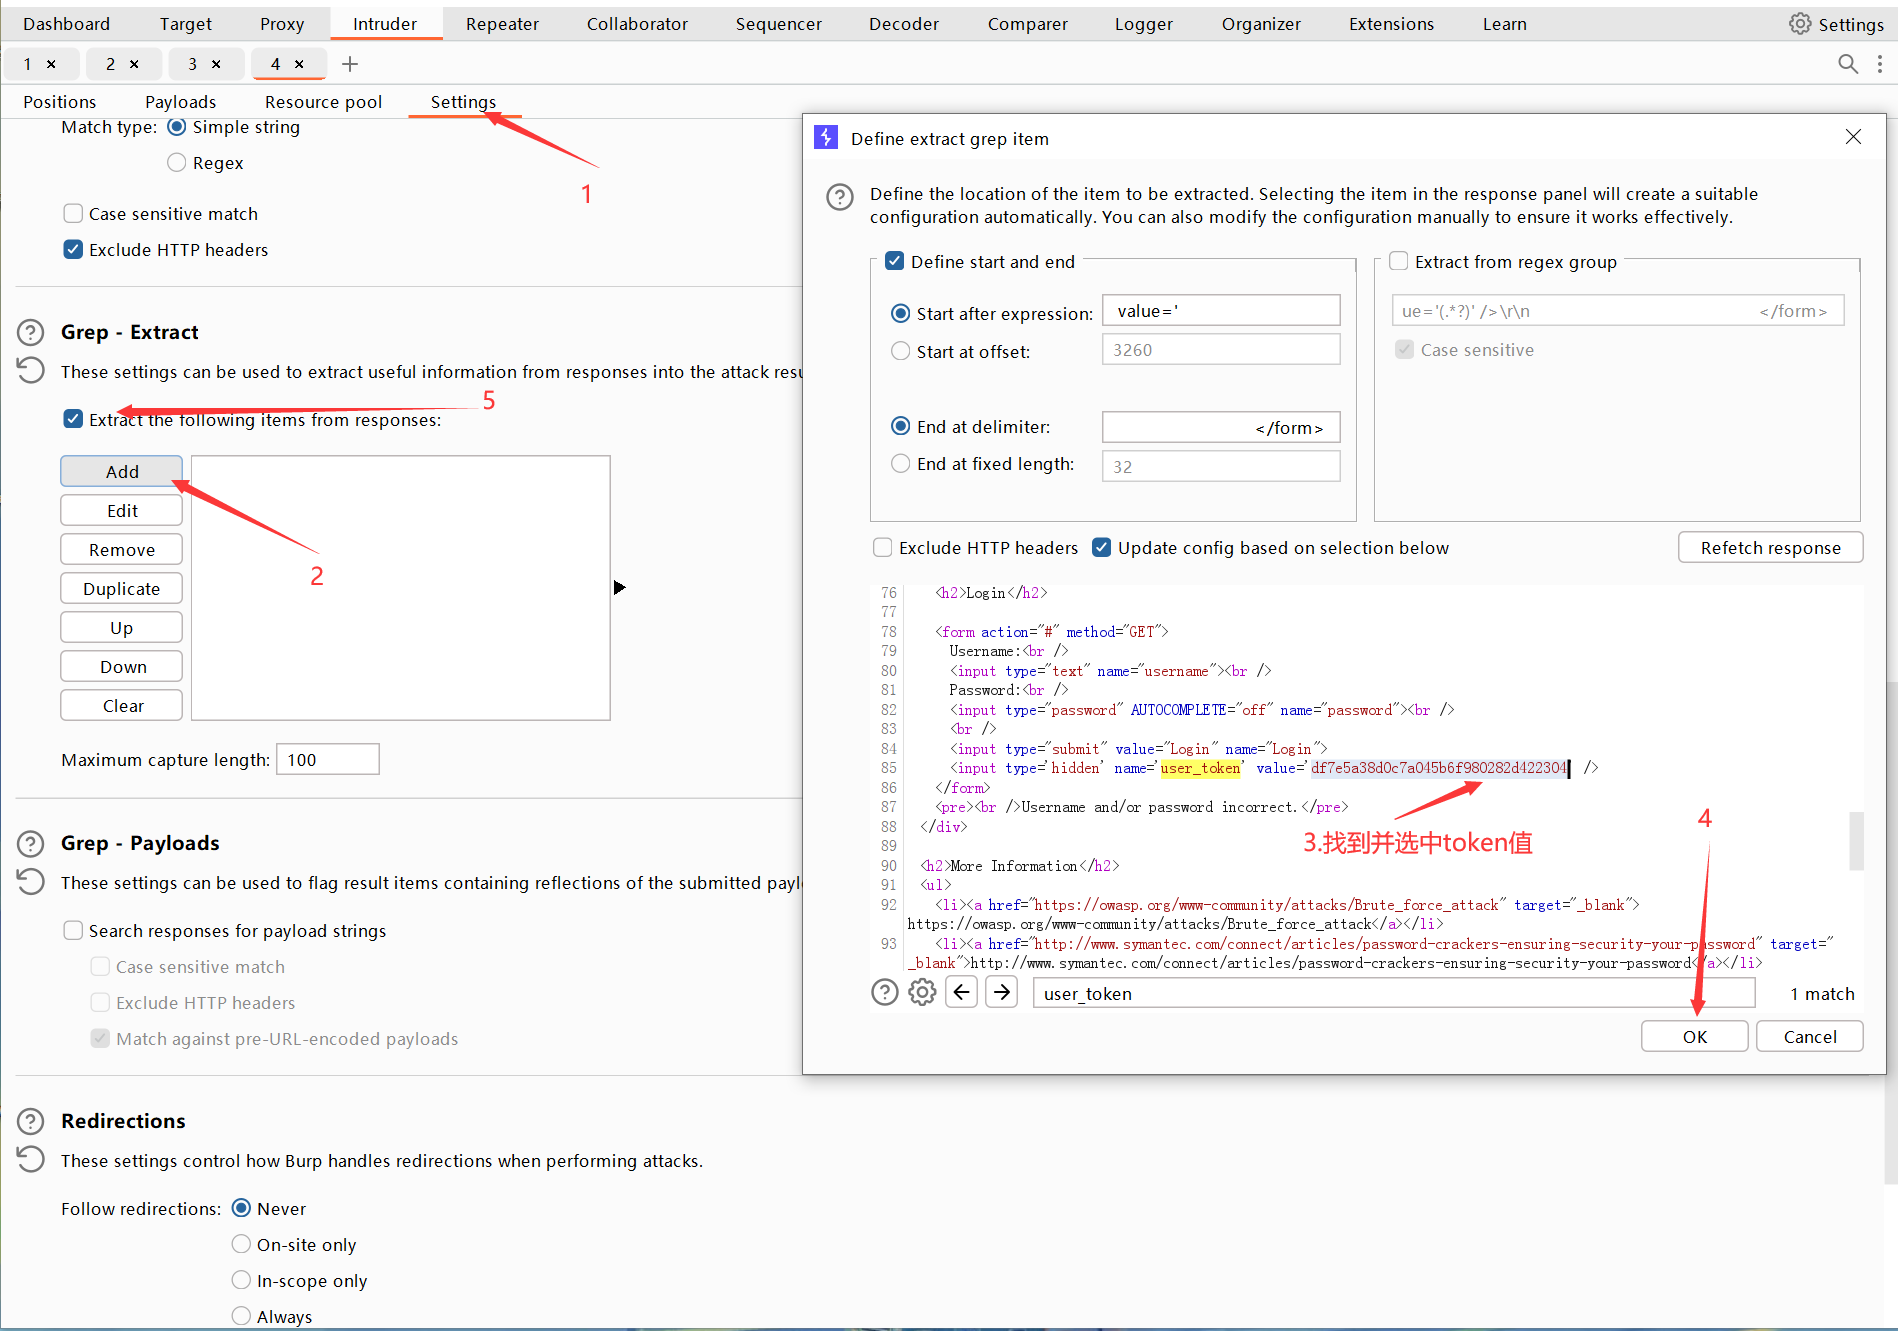 Dashboard Target Proxy Intruder Repeater Collaborator Sequencer Decoder Comparer Logger Organizer Extensions Learn Settings
1 × 2 × 3 × 4 × +
Positions Payloads Resource pool Settings
Match type: Simple string
Regex
1
Case sensitive match
Exclude HTTP headers
Grep - Extract
These settings can be used to extract useful information from responses into the attack resu
5
Extract the following items from responses:
Add
Edit
Remove
2
Duplicate
Up
Down
Clear
Maximum capture length: 100
Grep - Payloads
These settings can be used to flag result items containing reflections of the submitted payl
Search responses for payload strings
Case sensitive match
Exclude HTTP headers
Match against pre-URL-encoded payloads
Redirections
These settings control how Burp handles redirections when performing attacks.
Follow redirections: Never
On-site only
In-scope only
Always
Define extract grep item
Define the location of the item to be extracted. Selecting the item in the response panel will create a suitable
configuration automatically. You can also modify the configuration manually to ensure it works effectively.
Define start and end
Start after expression: value='
Start at offset: 3260
End at delimiter: </form>
End at fixed length: 32
Extract from regex group
ue='(.*?)' />\r\n </form>
Case sensitive
Exclude HTTP headers Update config based on selection below Refetch response
76 <h2>Login</h2>
77
78 <form action="#" method="GET">
79 Username:<br />
80 <input type="text" name="username"><br />
81 Password:<br />
82 <input type="password" AUTOCOMPLETE="off" name="password"><br />
83 <br />
84 <input type="submit" value="Login" name="Login">
85 <input type='hidden' name='user_token' value='df7e5a38d0c7a045b6f980282d422304 />
86 </form>
87 <pre><br />Username and/or password incorrect.</pre>
88 </div>
89
90 <h2>More Information</h2>
91 <ul>
92 <li><a href="https://owasp.org/www-community/attacks/Brute_force_attack" target="_blank">
https://owasp.org/www-community/attacks/Brute_force_attack</a></li>
93 <li><a href="http://www.symantec.com/connect/articles/password-crackers-ensuring-security-your-password" target="
_blank">http://www.symantec.com/connect/articles/password-crackers-ensuring-security-your-password</a></li>
3.找到并选中token值
4
user_token 1 match
OK Cancel